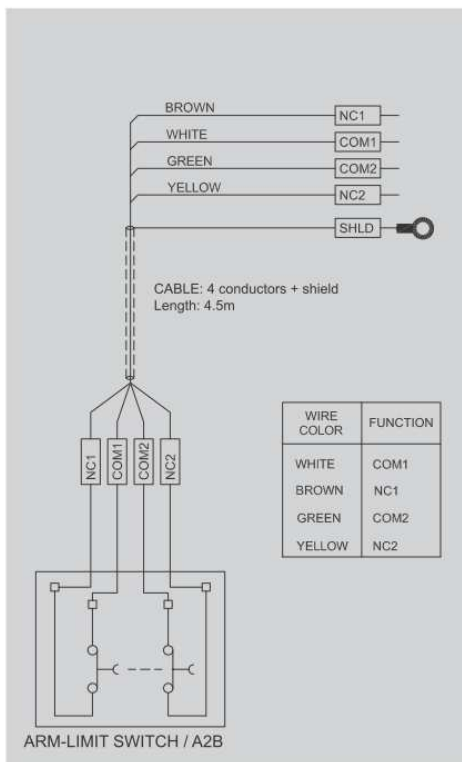 BROWN NC1
WHITE COM1
GREEN COM2
YELLOW NC2
SHLD
CABLE: 4 conductors + shield
Length: 4.5m
NC1 COM1 COM2 NC2
WIRE COLOR FUNCTION
WHITE COM1
BROWN NC1
GREEN COM2
YELLOW NC2
ARM-LIMIT SWITCH / A2B